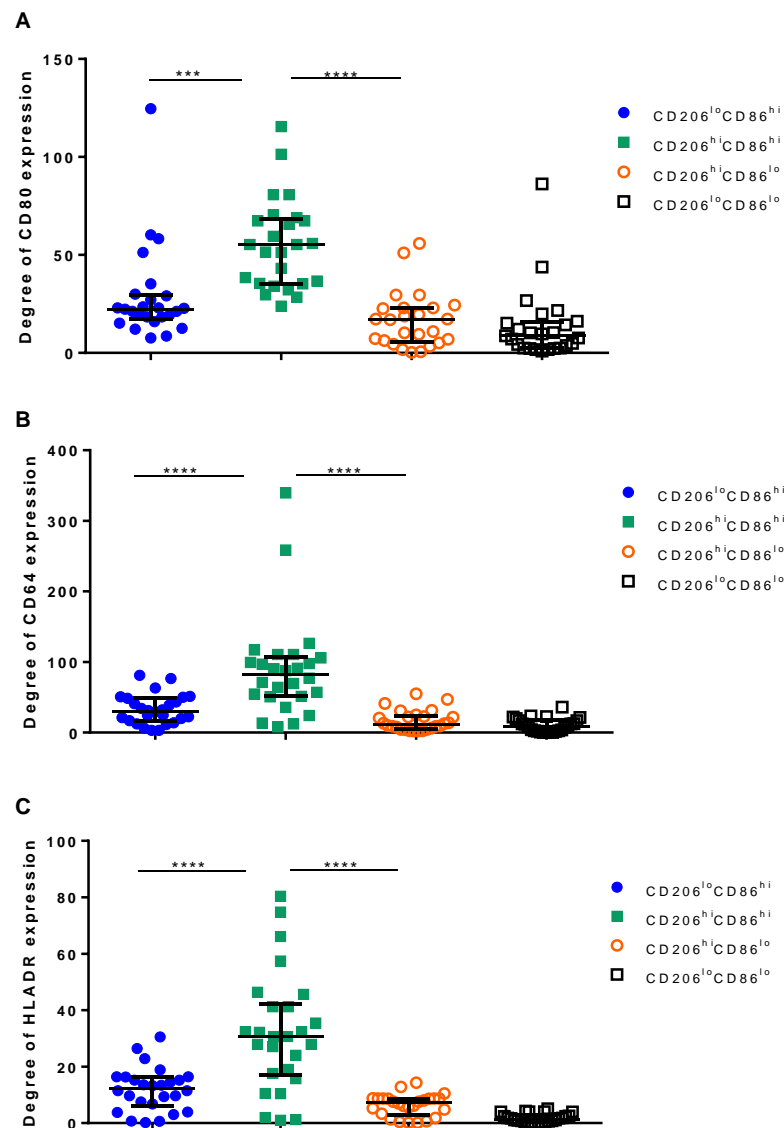 A
150
100
50
0
Degree of CD80 expression
***
****
CD206loCD86hi
CD206hiCD86hi
CD206hiCD86lo
CD206loCD86lo
B
400
300
200
100
0
Degree of CD64 expression
****
****
CD206loCD86hi
CD206hiCD86hi
CD206hiCD86lo
CD206loCD86lo
C
100
80
60
40
20
0
Degree of HLADR expression
****
****
CD206loCD86hi
CD206hiCD86hi
CD206hiCD86lo
CD206loCD86lo